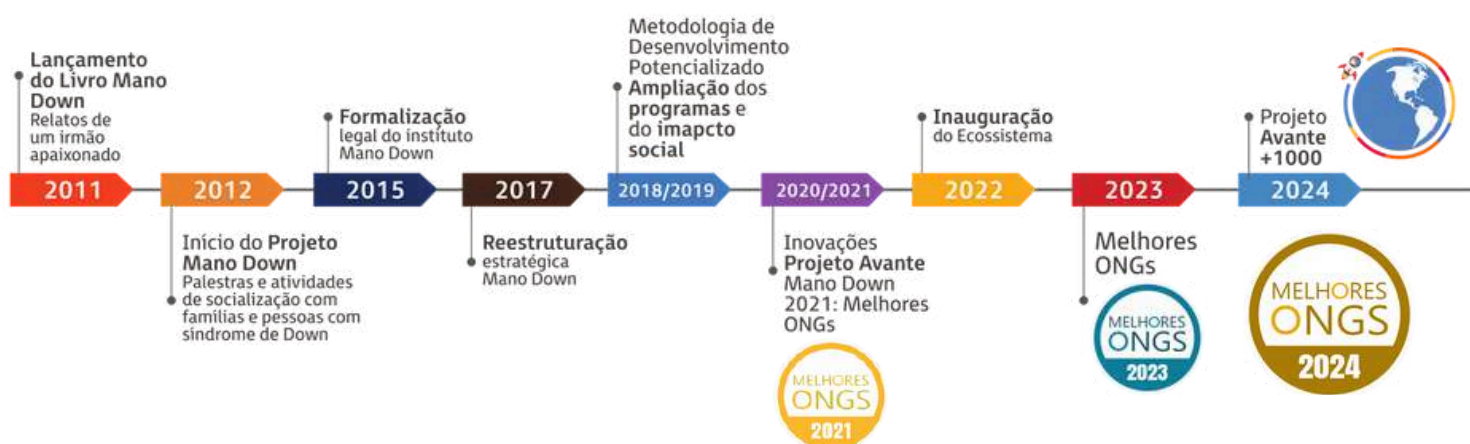 Lançamento
do Livro Mano
Down
Relatos de
um irmão
apaixonado
2011
2012
Início do Projeto
Mano Down
Palestras e atividades
de socialização com
famílias e pessoas com
síndrome de Down
Formalização
legal do instituto
Mano Down
2015
2017
Reestruturação
estratégica
Mano Down
Metodologia de
Desenvolvimento
Potencializado
Ampliação dos
programas e
do imapcto
social
2018/2019
2020/2021
Inovações
Projeto Avante
Mano Down
2021: Melhores
ONGs
MELHORES
ONGS
2021
Inauguração
do Ecossistema
2022
2023
Melhores
ONGs
MELHORES
ONGS
2023
Projeto
Avante
+1000
2024
MELHORES
ONGS
2024